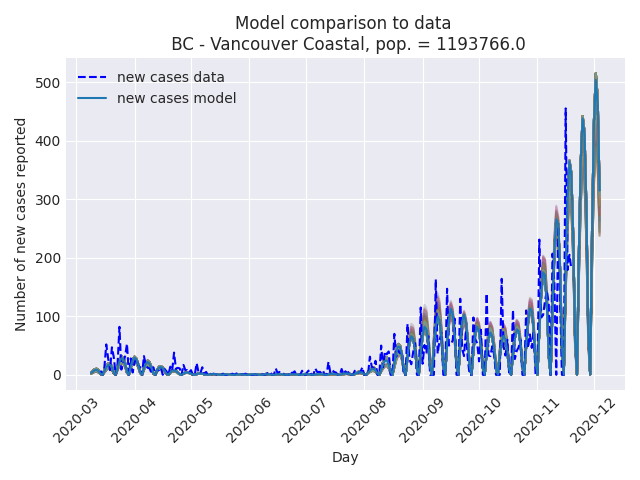 Model comparison to data
BC - Vancouver Coastal, pop. = 1193766.0
new cases data
new cases model
Number of new cases reported
500
400
300
200
100
0
2020-03
2020-04
2020-05
2020-06
2020-07
2020-08
2020-09
2020-10
2020-11
2020-12
Day